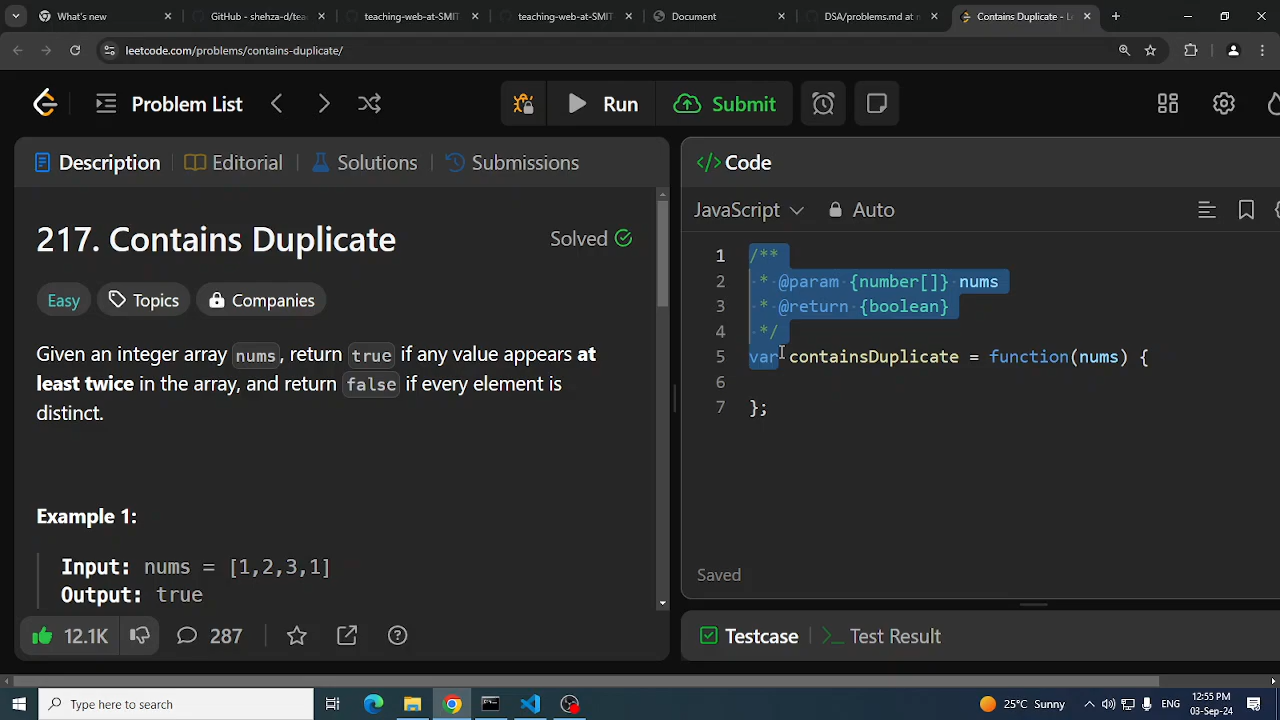 What's new
GitHub - shehza-d/tea
teaching-web-at-SMIT
teaching-web-at-SMIT
Document
DSA/problems.md at m
Contains Duplicate - Le
leetcode.com/problems/contains-duplicate/
Problem List
Run
Submit
Description
Editorial
Solutions
Submissions
</> Code
217. Contains Duplicate
Solved
JavaScript
Auto
Easy
Topics
Companies
Given an integer array nums, return true if any value appears at
least twice in the array, and return false if every element is
distinct.
Example 1:
Input: nums = [1,2,3,1]
Output: true
1 /**
2 * @param {number[]} nums
3 * @return {boolean}
4 */
5 var containsDuplicate = function(nums) {
6
7 };
Saved
12.1K
287
Testcase
>_ Test Result
Type here to search
25°C Sunny
ENG
12:55 PM
03-Sep-24